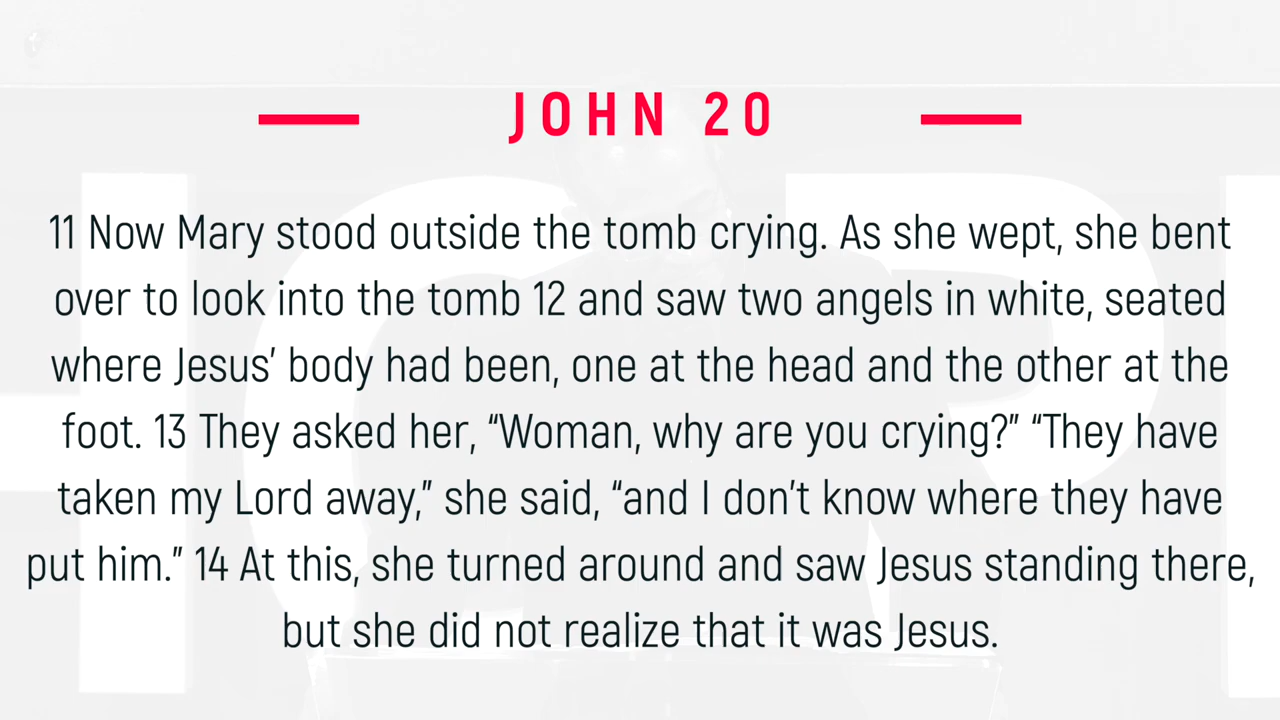 JOHN 20
11 Now Mary stood outside the tomb crying. As she wept, she bent
over to look into the tomb 12 and saw two angels in white, seated
where Jesus’ body had been, one at the head and the other at the
foot. 13 They asked her, “Woman, why are you crying?” “They have
taken my Lord away,” she said, “and I don’t know where they have
put him.” 14 At this, she turned around and saw Jesus standing there,
but she did not realize that it was Jesus.